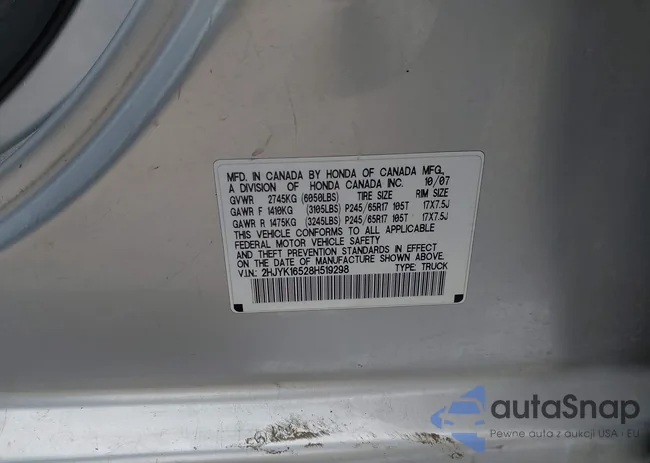 MFD. IN CANADA BY HONDA OF CANADA MFG.,
A DIVISION OF HONDA CANADA INC. 10/07
GVWR 2745KG (6050LBS) TIRE SIZE RIM SIZE
GAWR F 1410KG (3105LBS) P245/65R17 105T 17X7.5J
GAWR R 1475KG (3245LBS) P245/65R17 105T 17X7.5J
THIS VEHICLE CONFORMS TO ALL APPLICABLE
FEDERAL MOTOR VEHICLE SAFETY
AND THEFT PREVENTION STANDARDS IN EFFECT
ON THE DATE OF MANUFACTURE SHOWN ABOVE.
V.I.N: 2HJYK16528H519298 TYPE: TRUCK
autaSnap
Pewne auta z aukcji USA i EU